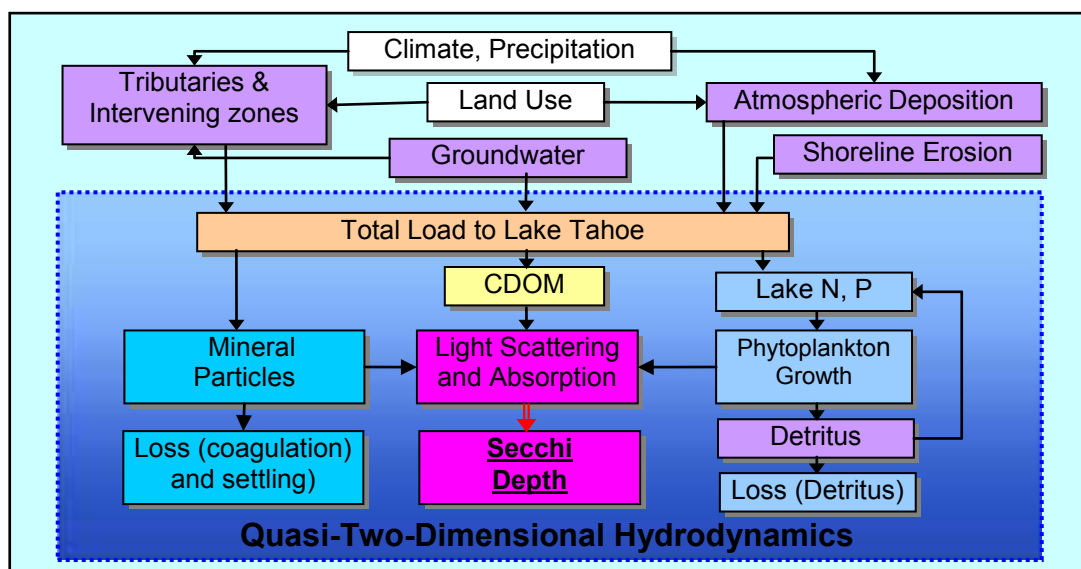 Climate, Precipitation
Tributaries &
Intervening zones
Land Use
Atmospheric Deposition
Groundwater
Shoreline Erosion
Total Load to Lake Tahoe
CDOM
Lake N, P
Mineral
Particles
Light Scattering
and Absorption
Phytoplankton
Growth
Loss (coagulation)
and settling)
Secchi
Depth
Detritus
Loss (Detritus)
Quasi-Two-Dimensional Hydrodynamics